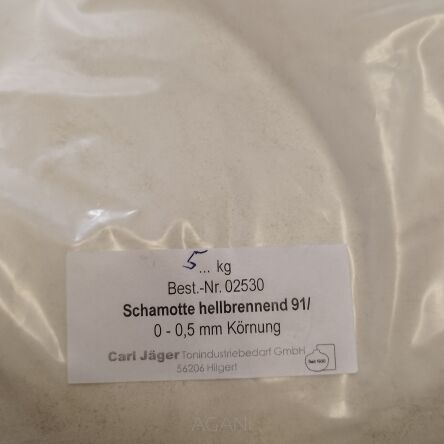 5... kg
Best.-Nr. 02530
Schamotte hellbrennend 91/
0 - 0,5 mm Körnung
Carl Jäger Tonindustriebedarf GmbH
56206 Hilgert
AGANI